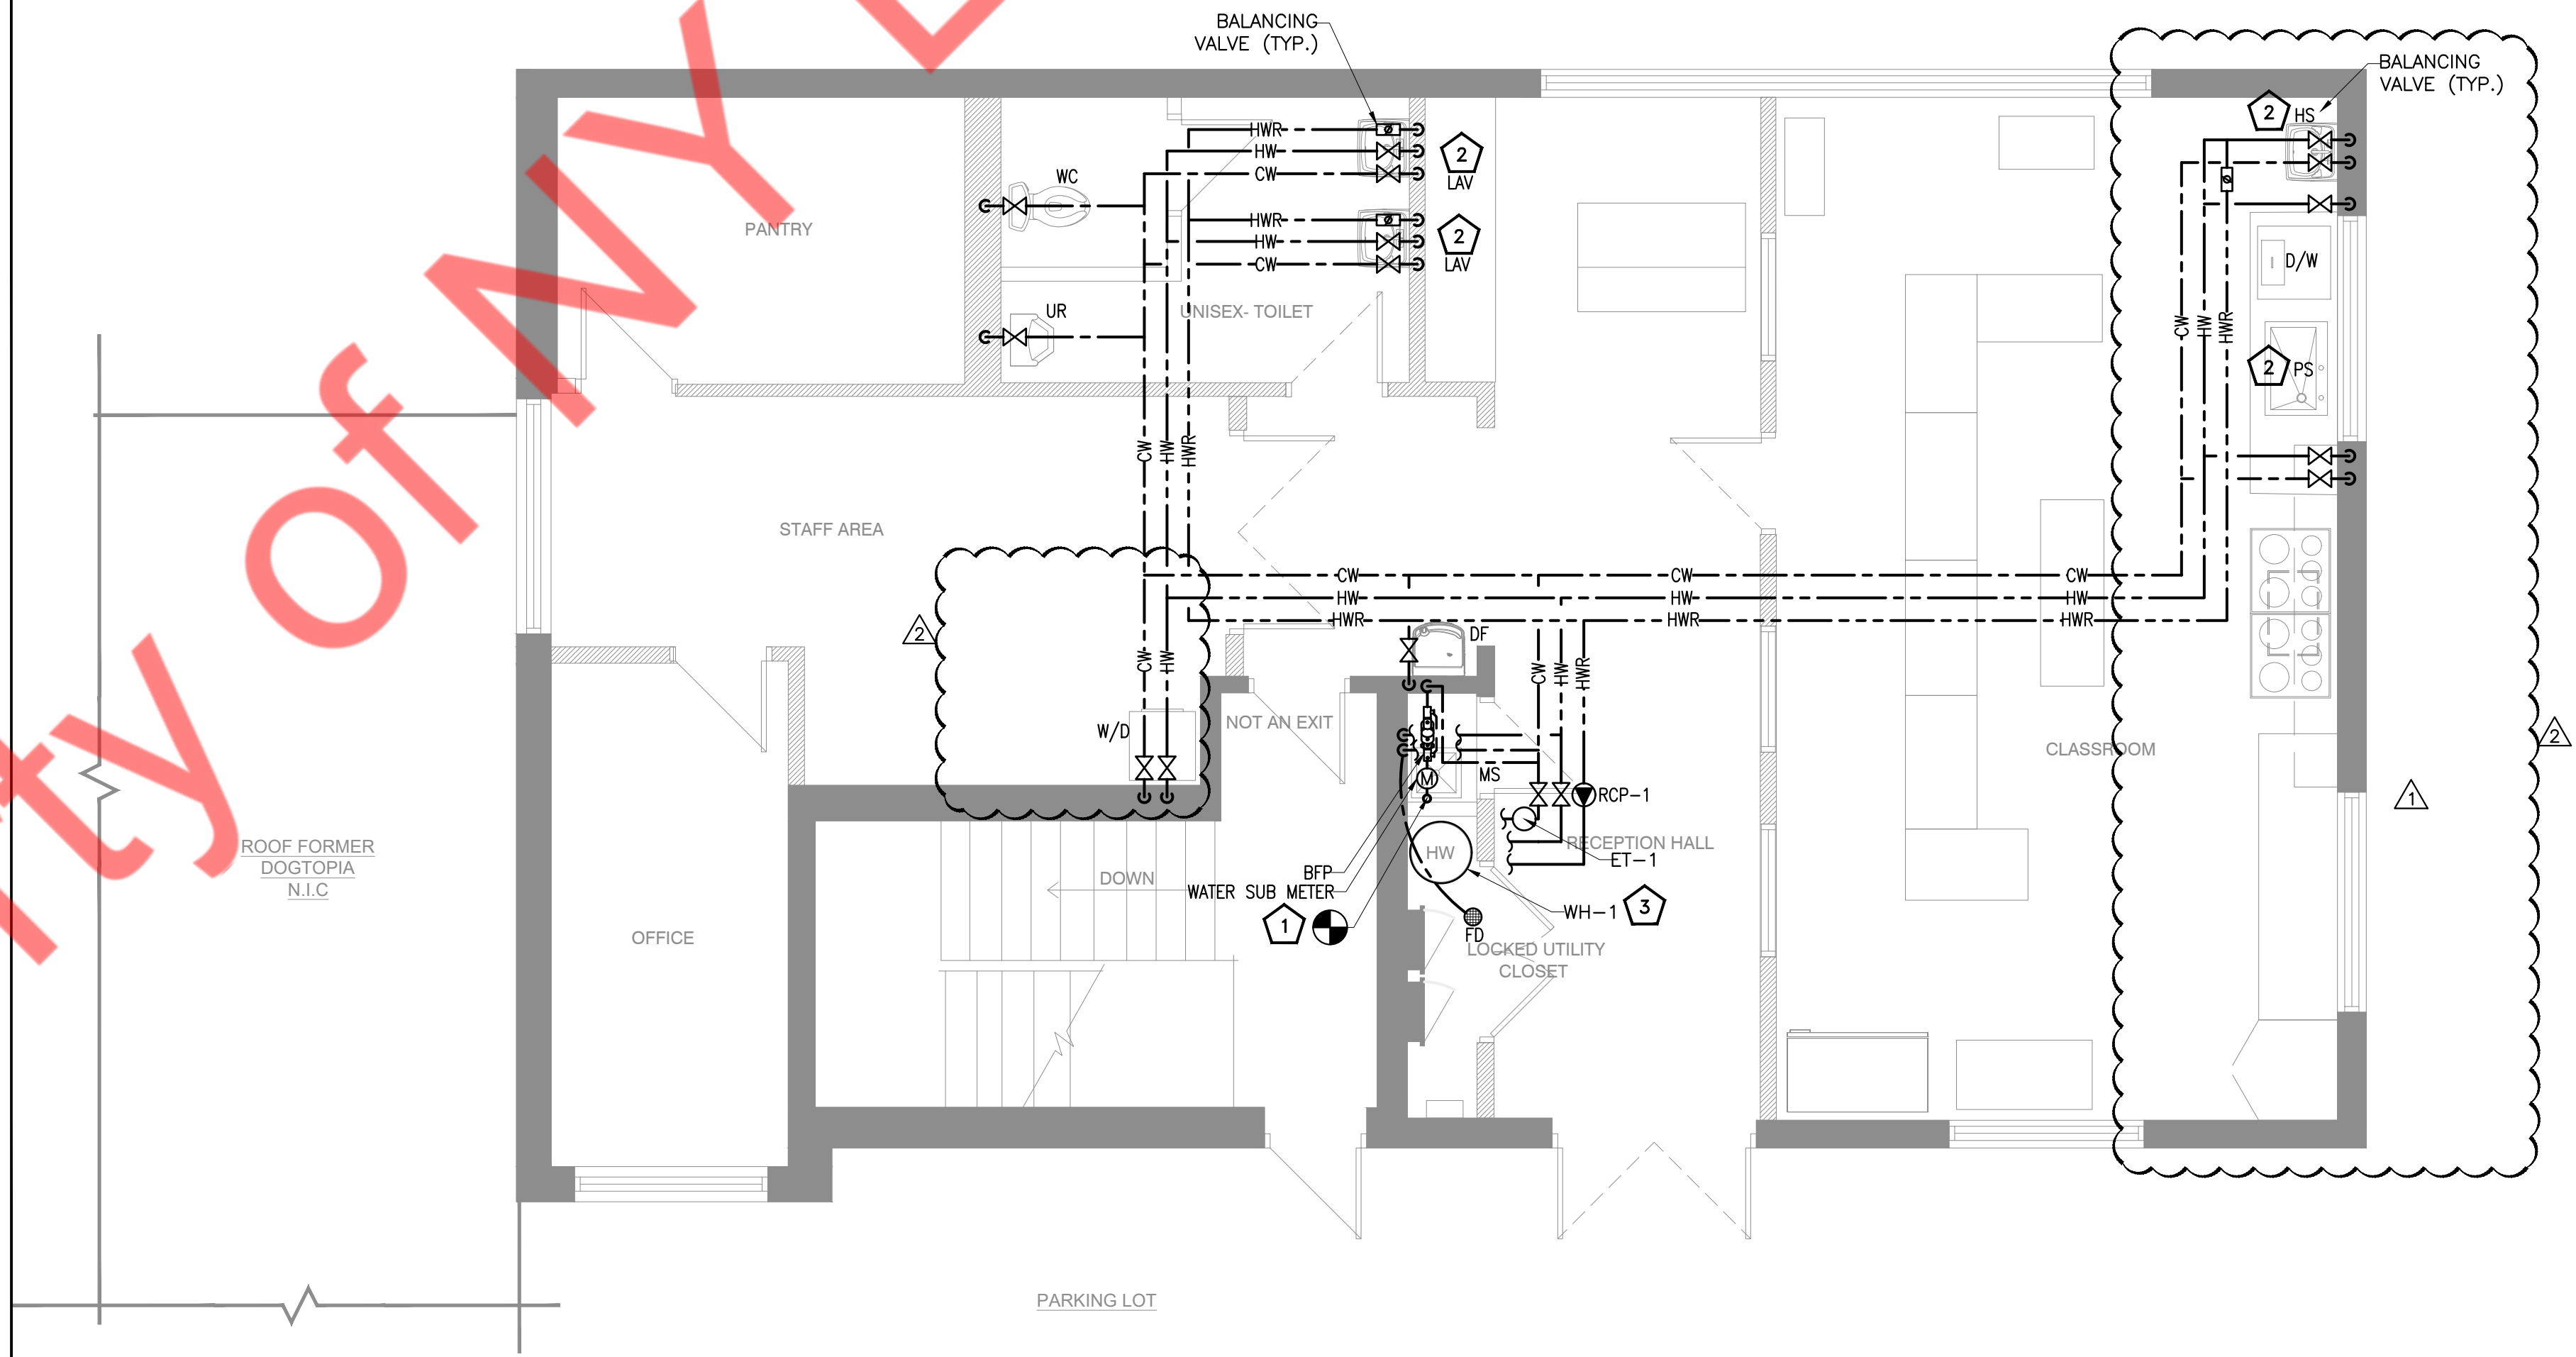 BALANCING
VALVE (TYP.)
BALANCING
VALVE (TYP.)
2
HS
HWR
HW
CW
2
LAV
WC
PANTRY
HWR
HW
CW
2
LAV
D/W
UR
UNISEX- TOILET
CW
HW
HWR
2
PS
CW
HW
HWR
STAFF AREA
CW
CW
CW
HW
HW
HW
HWR
HWR
HWR
2
DF
CW
HW
CW
HW
HWR
W/D
NOT AN EXIT
2
CLASSROOM
M
MS
RCP-1
1
ROOF FORMER
DOGTOPIA
N.I.C
RECEPTION HALL
HW
ET-1
BFP
DOWN
WATER SUB METER
1
WH-1
3
FD
OFFICE
LOCKED UTILITY
CLOSET
PARKING LOT
ity of NY